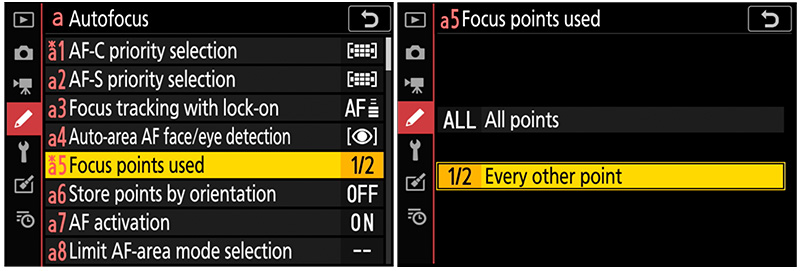 a Autofocus
a1 AF-C priority selection
a2 AF-S priority selection
a3 Focus tracking with lock-on AF
a4 Auto-area AF face/eye detection
a5 Focus points used 1/2
a6 Store points by orientation OFF
a7 AF activation ON
a8 Limit AF-area mode selection --
a5 Focus points used
ALL All points
1/2 Every other point